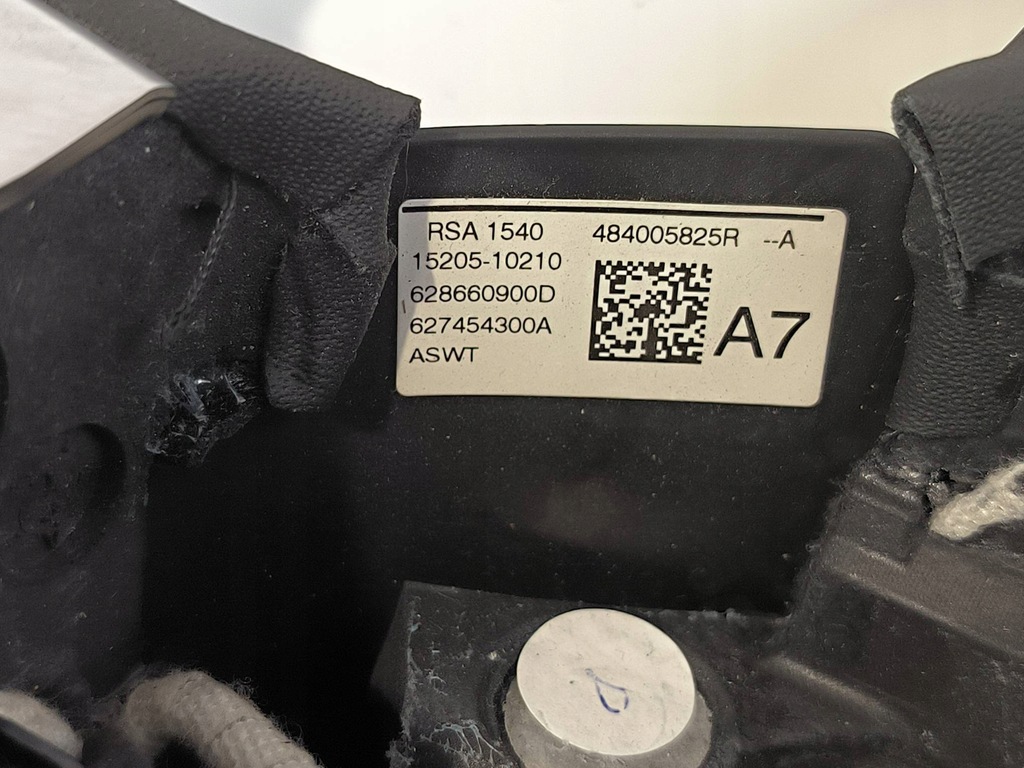 RSA 1540 484005825R --A
15205-10210
628660900D
627454300A
ASWT
A7